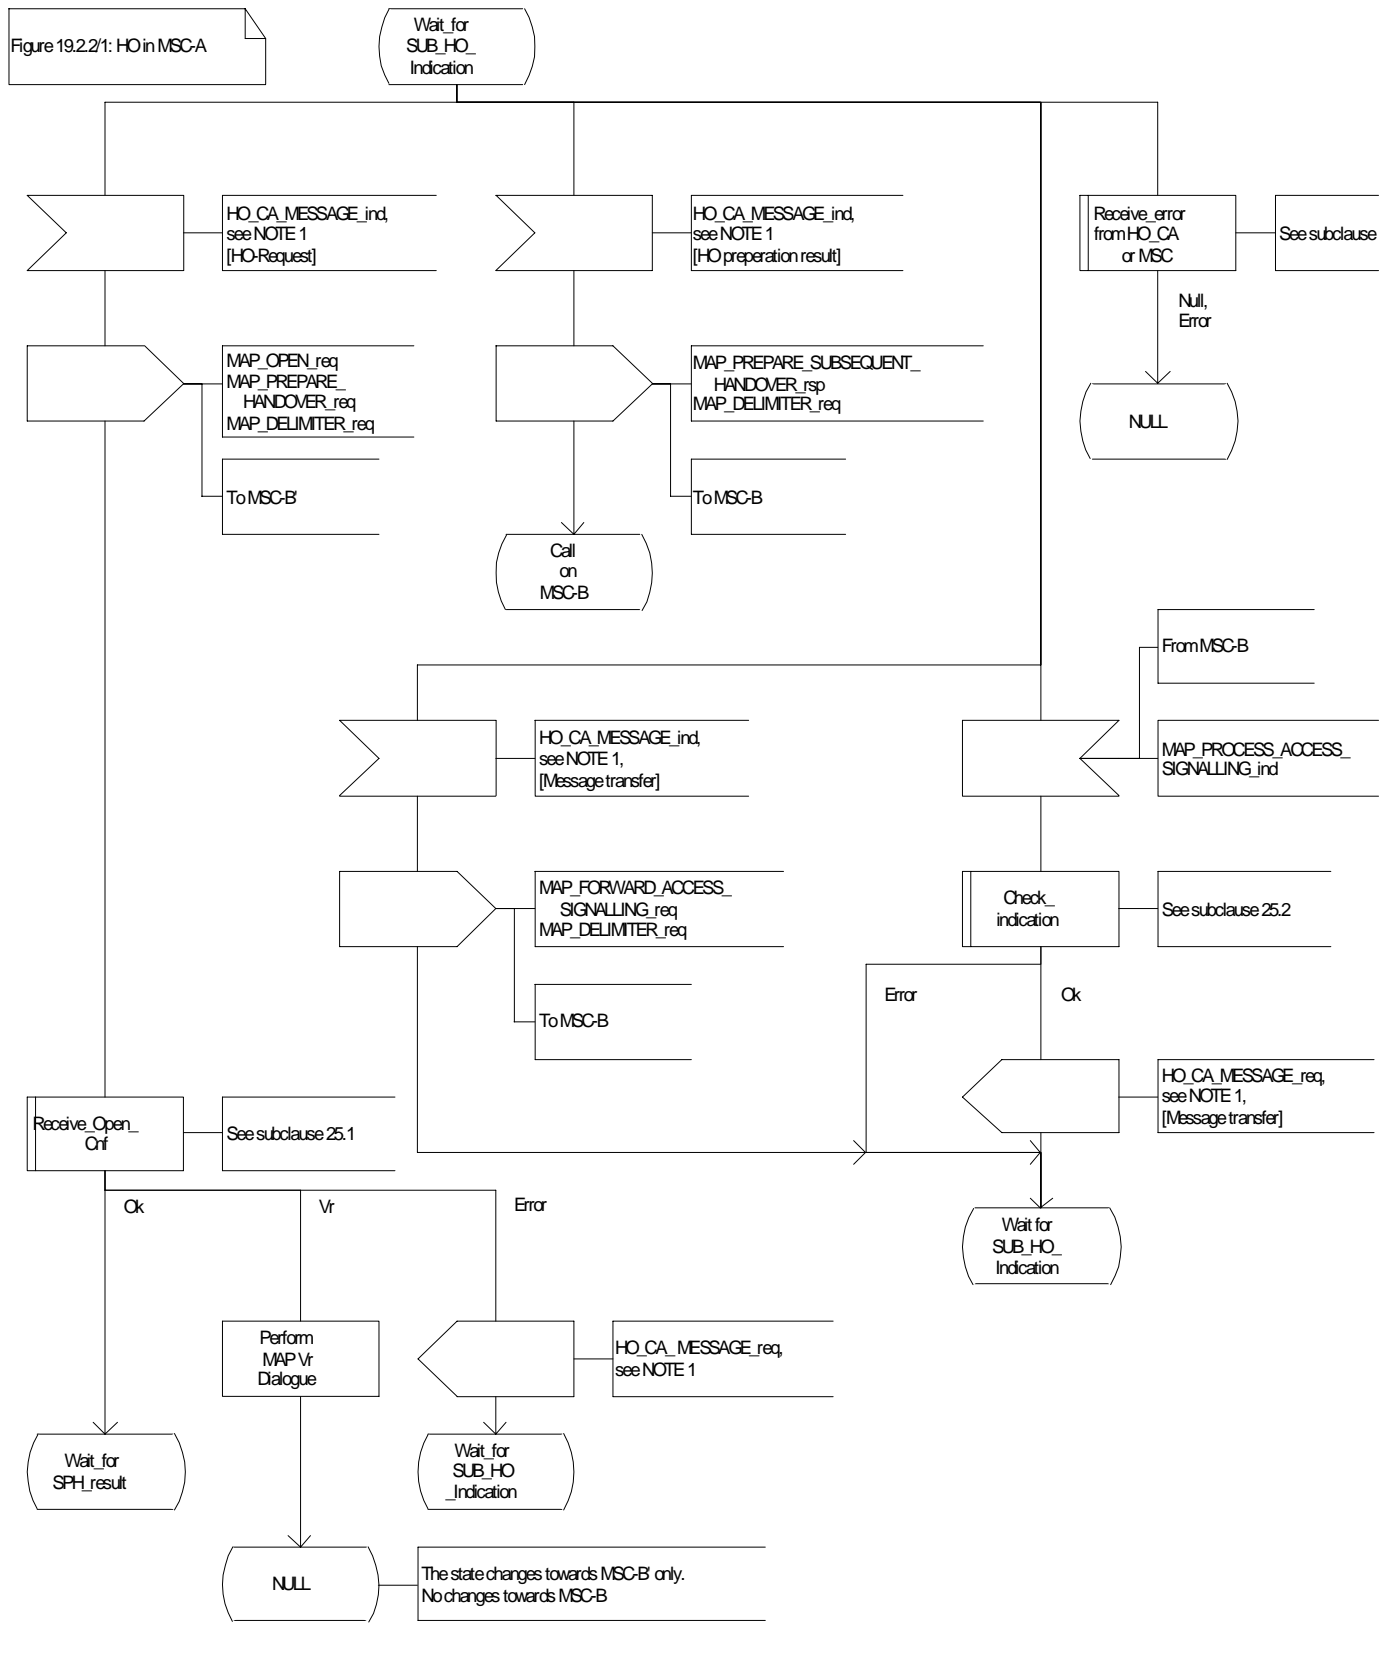 Figure 19.2.2/1: HO in MSC-A
Wait_for
SUB_HO_
Indication
HO_CA_MESSAGE_ind,
see NOTE 1
[HO-Request]
HO_CA_MESSAGE_ind,
see NOTE 1
[HO preperation result]
Receive_error
from HO_CA
or MSC
See subclause
Null,
Error
MAP_OPEN_req
MAP_PREPARE_
HANDOVER_req
MAP_DELIMITER_req
MAP_PREPARE_SUBSEQUENT_
HANDOVER_rsp
MAP_DELIMITER_req
NULL
To MSC-B'
To MSC-B
Call
on
MSC-B
From MSC-B
HO_CA_MESSAGE_ind,
see NOTE 1,
[Message transfer]
MAP_PROCESS_ACCESS_
SIGNALLING_ind
MAP_FORWARD_ACCESS_
SIGNALLING_req
MAP_DELIMITER_req
Check_
indication
See subclause 25.2
Error
Ok
To MSC-B
HO_CA_MESSAGE_req,
see NOTE 1,
[Message transfer]
Receive_Open_
Cnf
See subclause 25.1
Ok
Vr
Error
Wait for
SUB_HO_
Indication
Perform
MAP Vr
Dialogue
HO_CA_ MESSAGE_req,
see NOTE 1
Wait_for
SPH_result
Wait_for
SUB_HO
_Indication
NULL
The state changes towards MSC-B' only.
No changes towards MSC-B